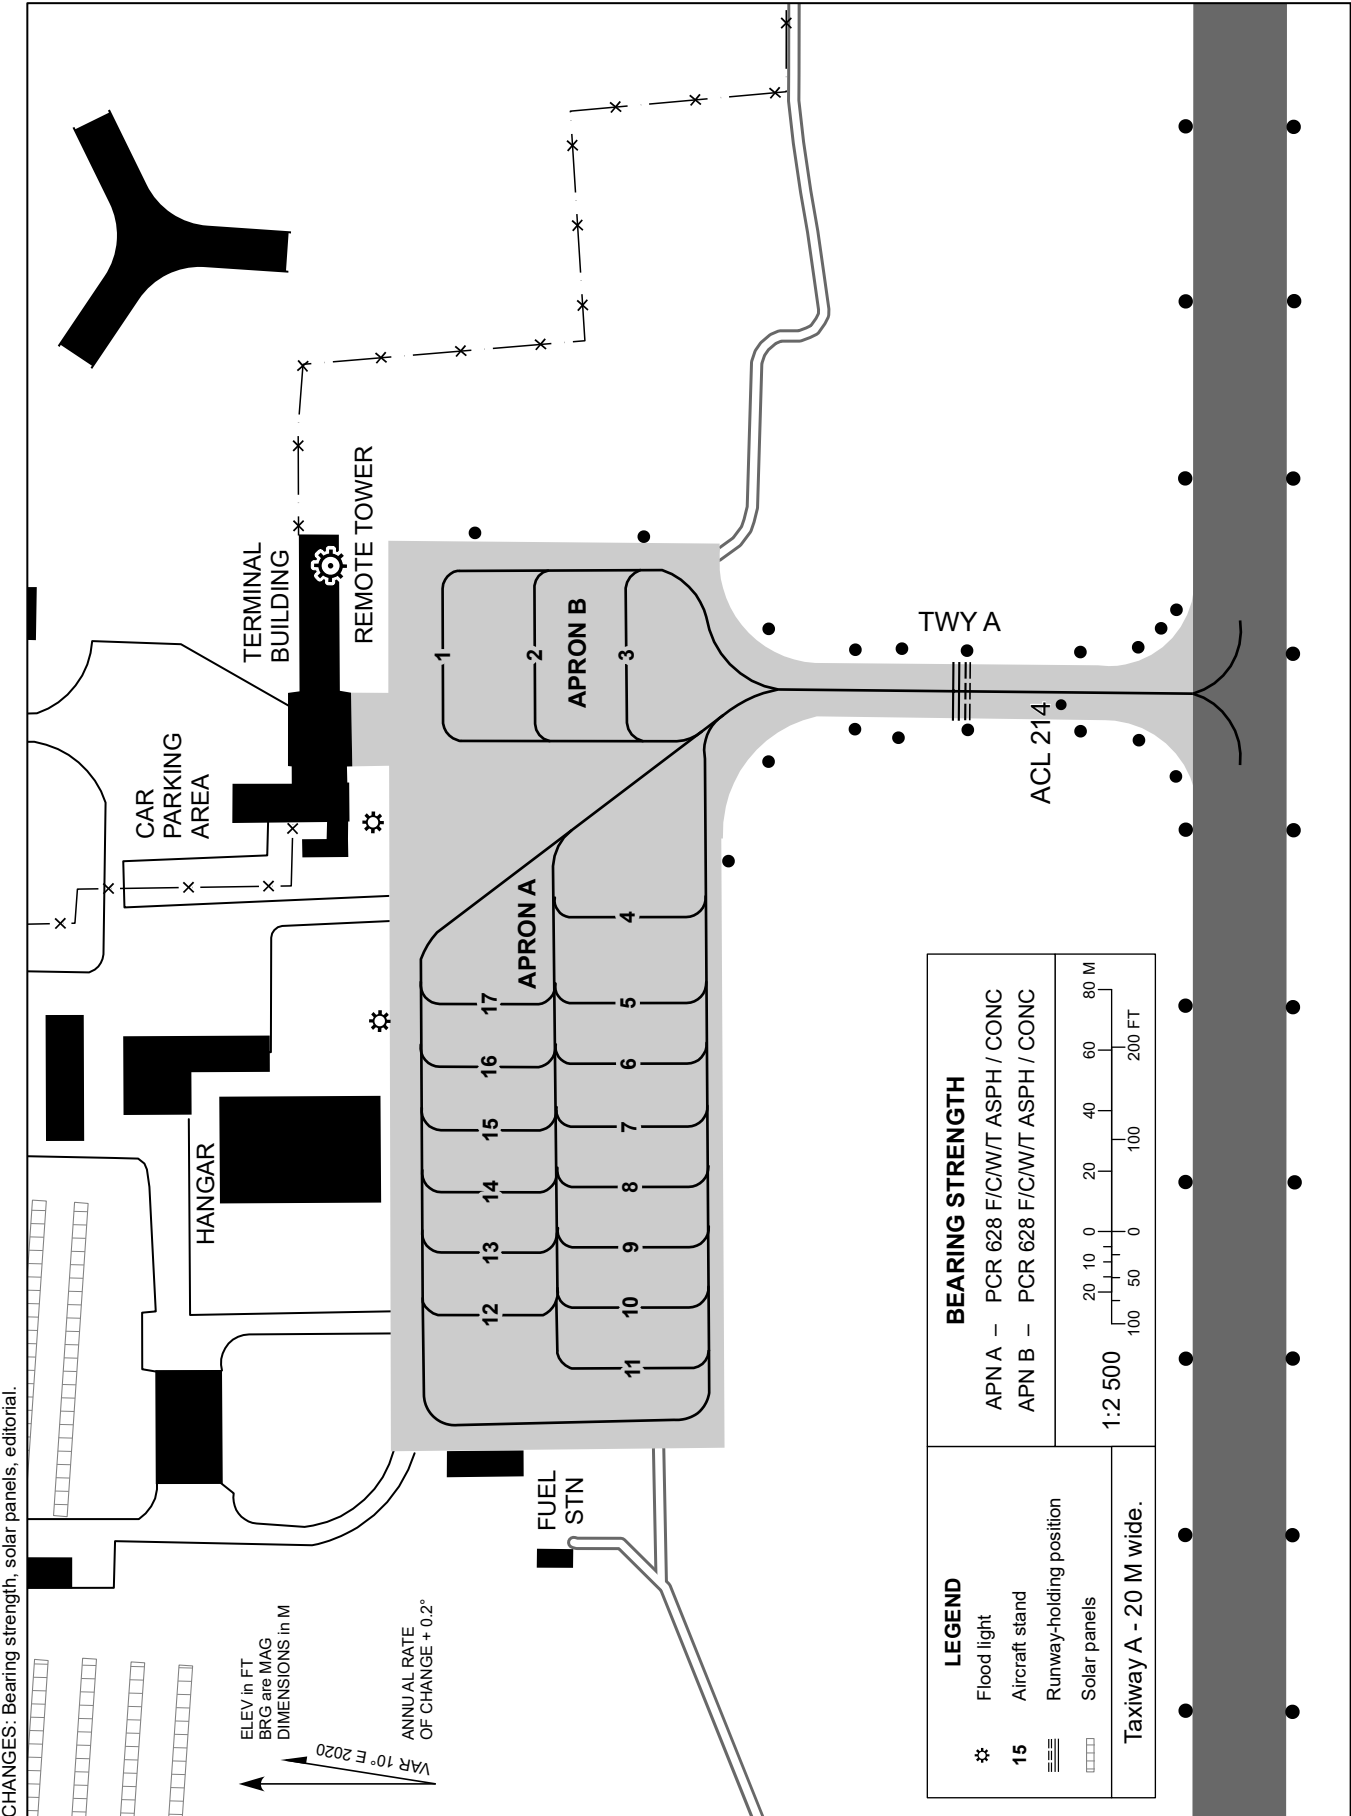 CHANGES: Bearing strength, solar panels, editorial.
ELEV in FT
BRG are MAG
DIMENSIONS in M
VAR 10° E 2020
ANNUAL RATE
OF CHANGE + 0.2°
HANGAR
CAR
PARKING
AREA
TERMINAL
BUILDING
REMOTE TOWER
FUEL
STN
APRON A
APRON B
1
2
3
4
5
6
7
8
9
10
11
12
13
14
15
16
17
TWY A
ACL 214
LEGEND
Flood light
15 Aircraft stand
Runway-holding position
Solar panels
Taxiway A - 20 M wide.
BEARING STRENGTH
APN A – PCR 628 F/C/W/T ASPH / CONC
APN B – PCR 628 F/C/W/T ASPH / CONC
1:2 500
20 10 0 20 40 60 80 M
100 50 0 100 200 FT